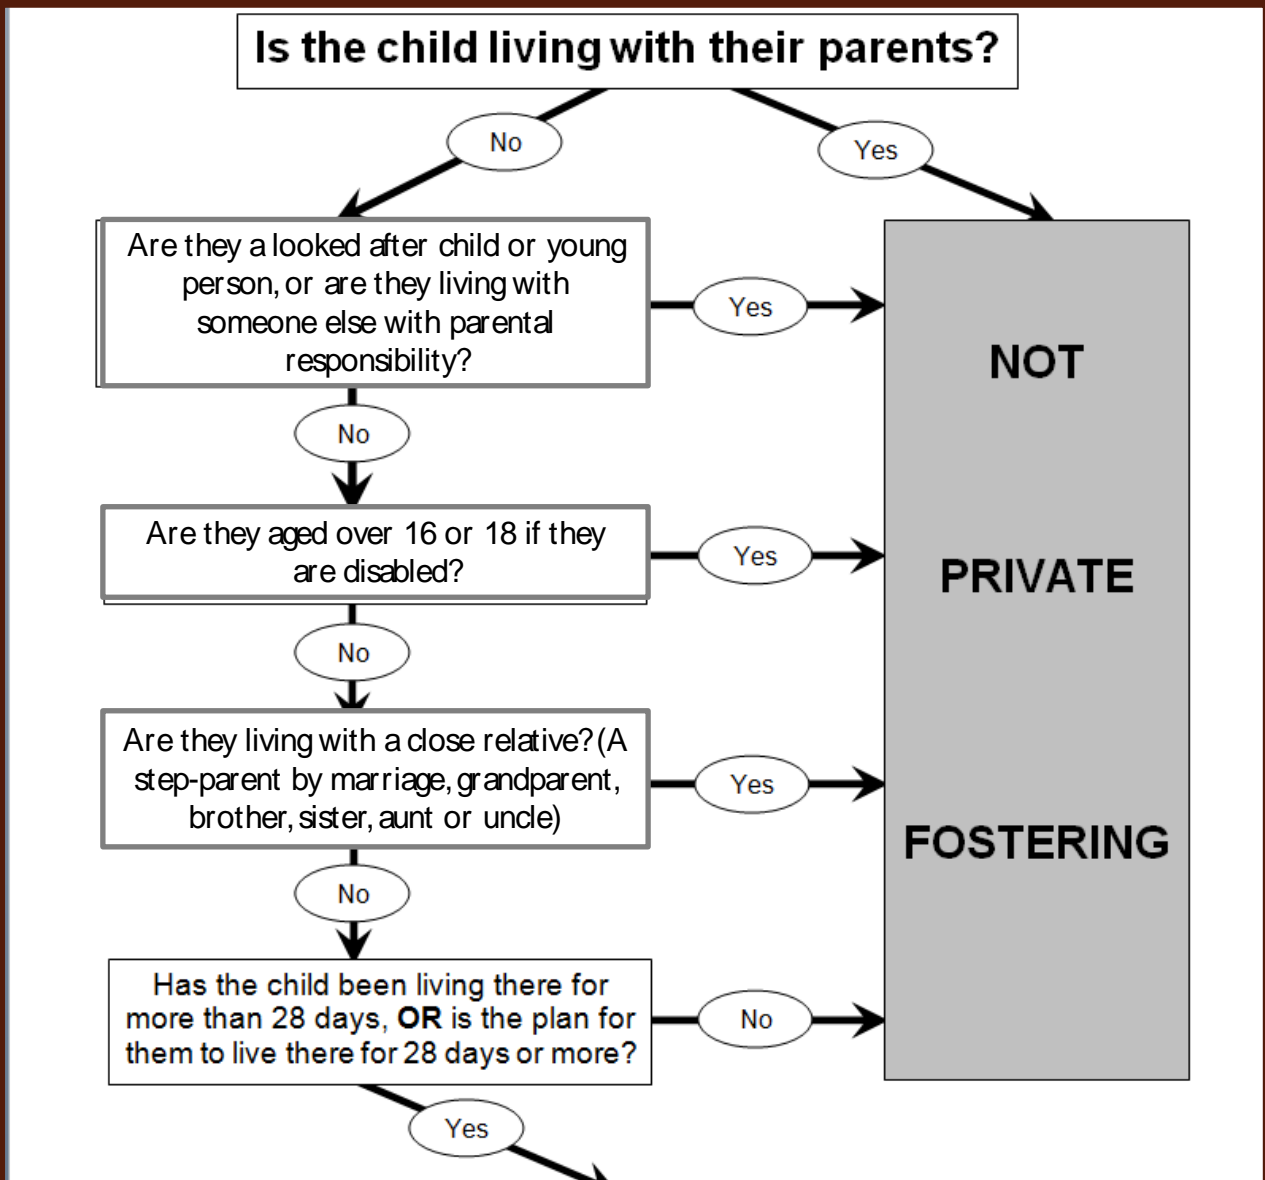 Is the child living with their parents?
No
Yes
Are they a looked after child or young
person, or are they living with
someone else with parental
responsibility?
Yes
NOT
No
Are they aged over 16 or 18 if they
are disabled?
Yes
PRIVATE
No
Are they living with a close relative? (A
step-parent by marriage, grandparent,
brother, sister, aunt or uncle)
Yes
FOSTERING
No
Has the child been living there for
more than 28 days, OR is the plan for
them to live there for 28 days or more?
No
Yes